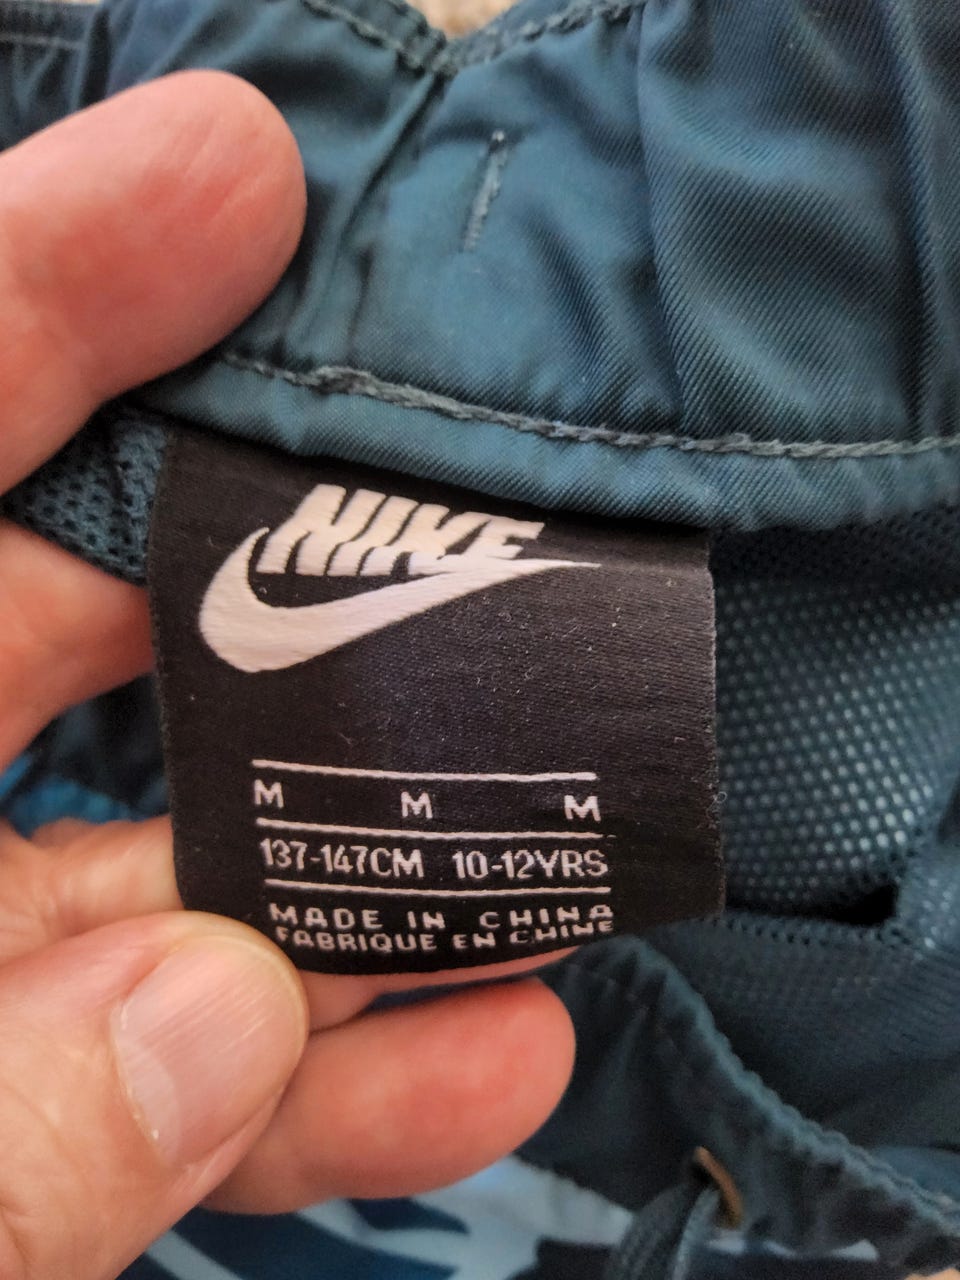 NIKE
M M M
137-147CM 10-12YRS
MADE IN CHINA
FABRIQUE EN CHINE